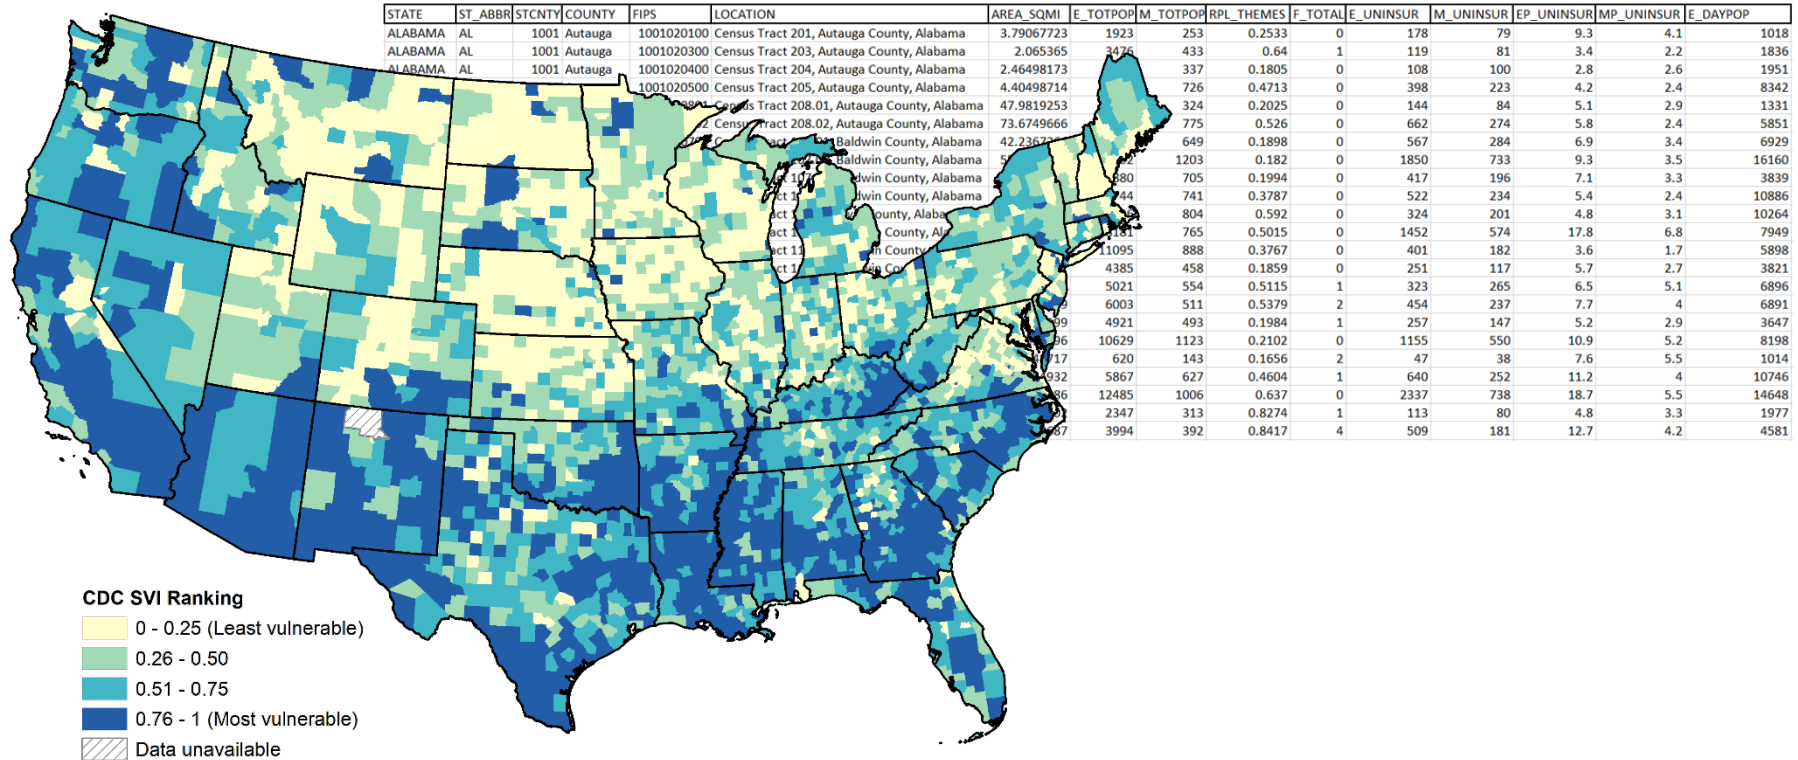 STATE ST_ABBR STCNTY COUNTY FIPS LOCATION AREA_SQMI E_TOTPOP M_TOTPOP RPL_THEMES F_TOTAL E_UNINSUR M_UNINSUR EP_UNINSUR MP_UNINSUR E_DAYPOP
ALABAMA AL 1001 Autauga 1001020100 Census Tract 201, Autauga County, Alabama 3.79067723 1923 253 0.2533 0 178 79 9.3 4.1 1018
ALABAMA AL 1001 Autauga 1001020300 Census Tract 203, Autauga County, Alabama 2.065365 3476 433 0.64 1 119 81 3.4 2.2 1836
ALABAMA AL 1001 Autauga 1001020400 Census Tract 204, Autauga County, Alabama 2.46498173 337 0.1805 0 108 100 2.8 2.6 1951
1001020500 Census Tract 205, Autauga County, Alabama 4.40498714 726 0.4713 0 398 223 4.2 2.4 8342
Census Tract 208.01, Autauga County, Alabama 47.9819253 324 0.2025 0 144 84 5.1 2.9 1331
Census Tract 208.02, Autauga County, Alabama 73.6749666 775 0.526 0 662 274 5.8 2.4 5851
Baldwin County, Alabama 649 0.1898 0 567 284 6.9 3.4 6929
Baldwin County, Alabama 1203 0.182 0 1850 733 9.3 3.5 16160
County, Alabama 705 0.1994 0 417 196 7.1 3.3 3839
County, Alabama 741 0.3787 0 522 234 5.4 2.4 10886
County, 804 0.592 0 324 201 4.8 3.1 10264
County, 765 0.5015 0 1452 574 17.8 6.8 7949
County 11095 888 0.3767 0 401 182 3.6 1.7 5898
4385 458 0.1859 0 251 117 5.7 2.7 3821
5021 554 0.5115 1 323 265 6.5 5.1 6896
6003 511 0.5379 2 454 237 7.7 4 6891
4921 493 0.1984 1 257 147 5.2 2.9 3647
10629 1123 0.2102 0 1155 550 10.9 5.2 8198
620 143 0.1656 2 47 38 7.6 5.5 1014
5867 627 0.4604 1 640 252 11.2 4 10746
12485 1006 0.637 0 2337 738 18.7 5.5 14648
2347 313 0.8274 1 113 80 4.8 3.3 1977
3994 392 0.8417 4 509 181 12.7 4.2 4581
CDC SVI Ranking
0 - 0.25 (Least vulnerable)
0.26 - 0.50
0.51 - 0.75
0.76 - 1 (Most vulnerable)
Data unavailable